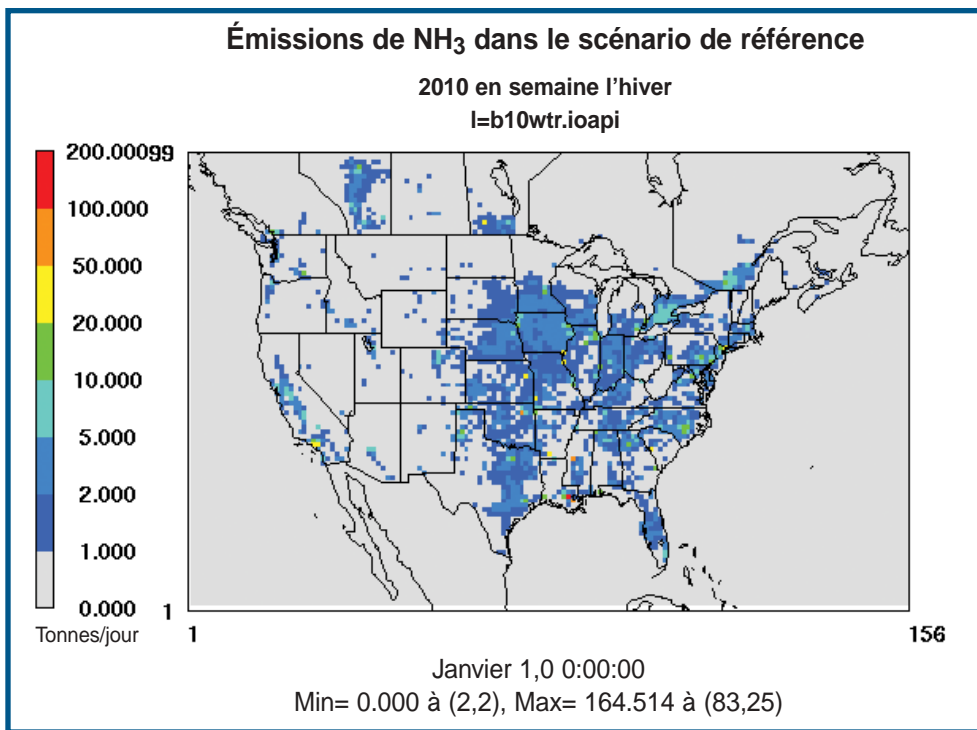 Émissions de NH3 dans le scénario de référence
2010 en semaine l'hiver
l=b10wtr.ioapi
200.000
100.000
50.000
20.000
10.000
5.000
2.000
1.000
0.000
Tonnes/jour
99
1
1
156
Janvier 1,0 0:00:00
Min= 0.000 à (2,2), Max= 164.514 à (83,25)